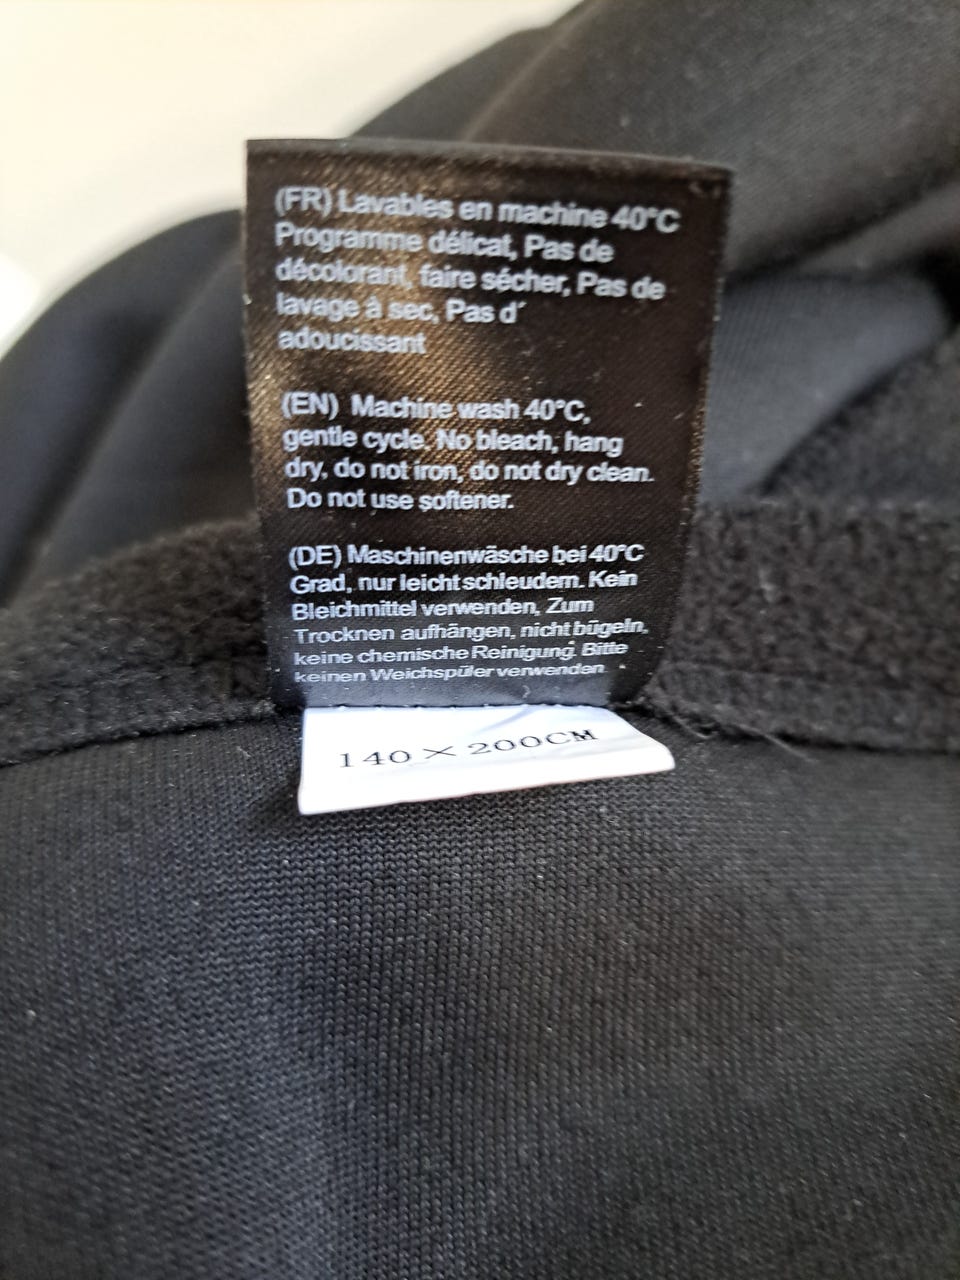 (FR) Lavables en machine 40°C
Programme délicat, Pas de
décolorant, faire sécher, Pas de
lavage à sec, Pas d'
adoucissant
(EN) Machine wash 40°C,
gentle cycle. No bleach, hang
dry, do not iron, do not dry clean.
Do not use softener.
(DE) Maschinenwäsche bei 40°C
Grad, nur leicht schleudern. Kein
Bleichmittel verwenden, Zum
Trocknen aufhängen, nicht bügeln,
keine chemische Reinigung. Bitte
keinen Weichspüler verwenden
140×200CM